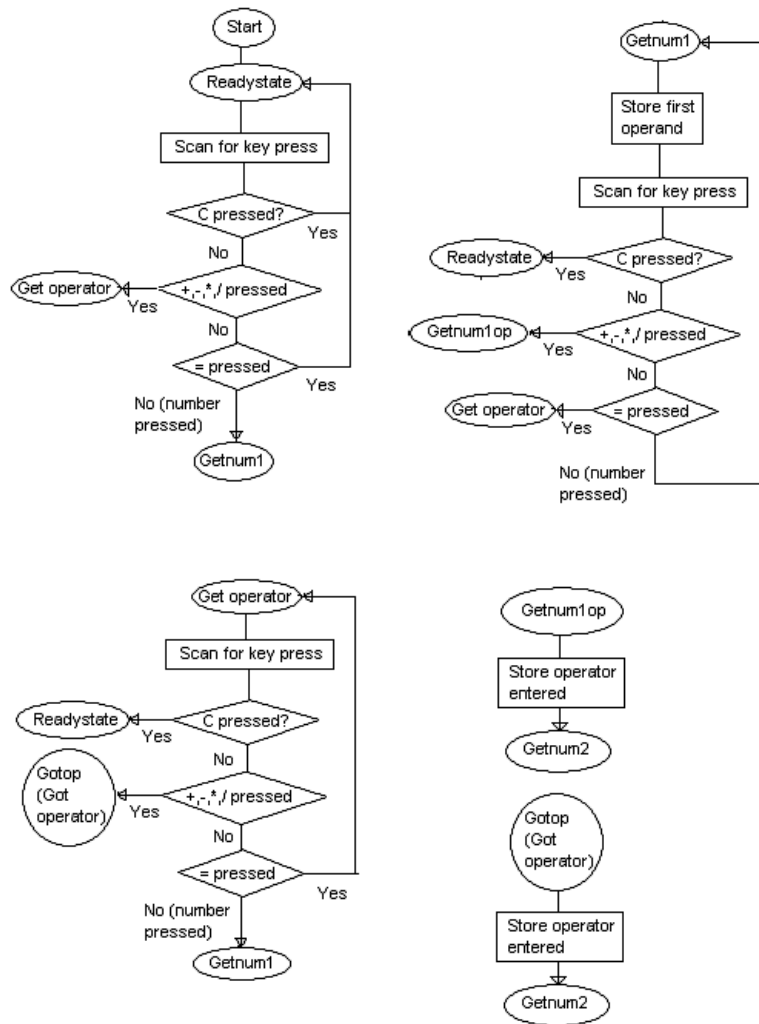 Start
Readystate
Scan for key press
C pressed?
Yes
No
Get operator
+,-,*,/ pressed
Yes
No
= pressed
Yes
No (number
pressed)
Getnum1
Getnum1
Store first
operand
Scan for key press
Readystate
C pressed?
Yes
No
Getnum1op
+,-,*,/ pressed
Yes
No
Get operator
= pressed
Yes
No (number
pressed)
Get operator
Scan for key press
Readystate
C pressed?
Yes
No
Gotop
(Got
operator)
+,-,*,/ pressed
Yes
No
= pressed
Yes
No (number
pressed)
Getnum1
Getnum1op
Store operator
entered
Getnum2
Gotop
(Got
operator)
Store operator
entered
Getnum2